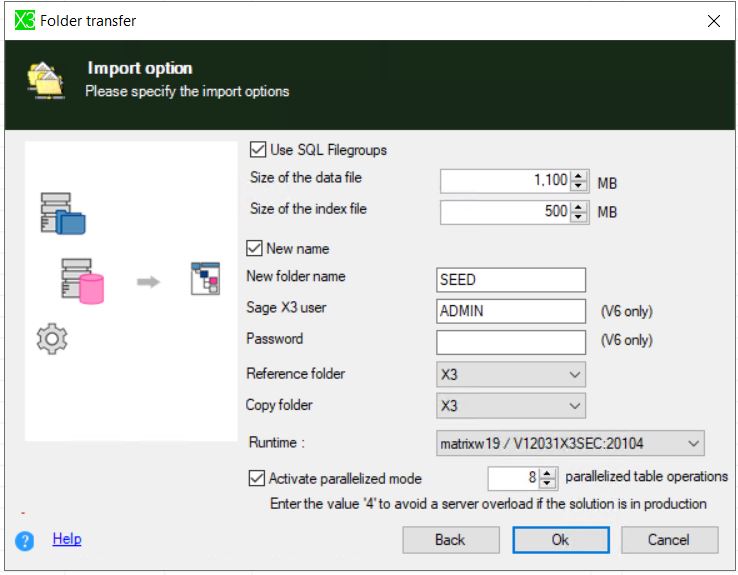 X3 Folder transfer
Import option
Please specify the import options
Use SQL Filegroups
Size of the data file 1,100 MB
Size of the index file 500 MB
New name
New folder name SEED
Sage X3 user ADMIN (V6 only)
Password (V6 only)
Reference folder X3
Copy folder X3
Runtime : matrixw19 / V12031X3SEC:20104
Activate parallelized mode 8 parallelized table operations
Enter the value '4' to avoid a server overload if the solution is in production
? Help Back Ok Cancel